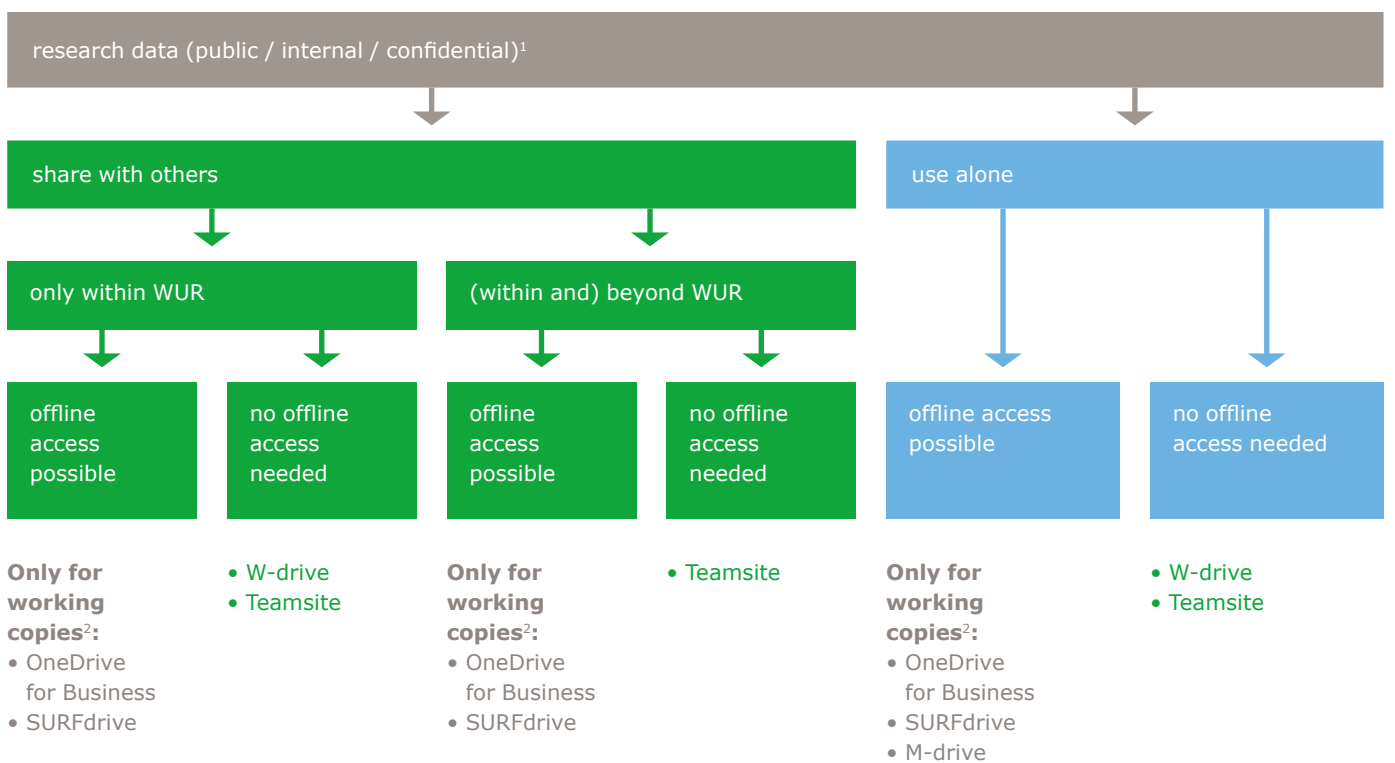 research data (public / internal / confidential)¹
share with others
use alone
only within WUR
(within and) beyond WUR
offline
access
possible
no offline
access
needed
offline
access
possible
no offline
access
needed
offline access
possible
no offline
access needed
Only for
working
copies²:
• OneDrive
for Business
• SURFdrive
• W-drive
• Teamsite
Only for
working
copies²:
• OneDrive
for Business
• SURFdrive
• Teamsite
Only for
working
copies²:
• OneDrive
for Business
• SURFdrive
• M-drive
• W-drive
• Teamsite